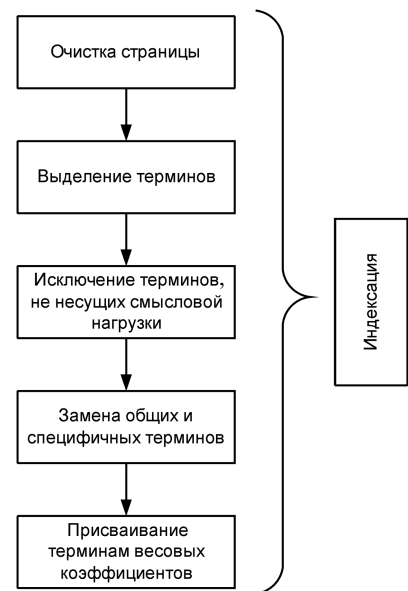 Очистка страницы
Выделение терминов
Исключение терминов,
не несущих смысловой
нагрузки
Замена общих и
специфичных терминов
Присваивание
терминам весовых
коэффициентов
Индексация